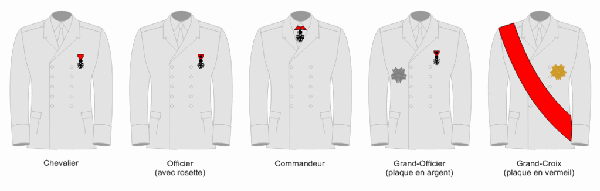 Chevalier
Officier
(avec rosette)
Commandeur
Grand-Officier
(plaque en argent)
Grand-Croix
(plaque en vermeil)